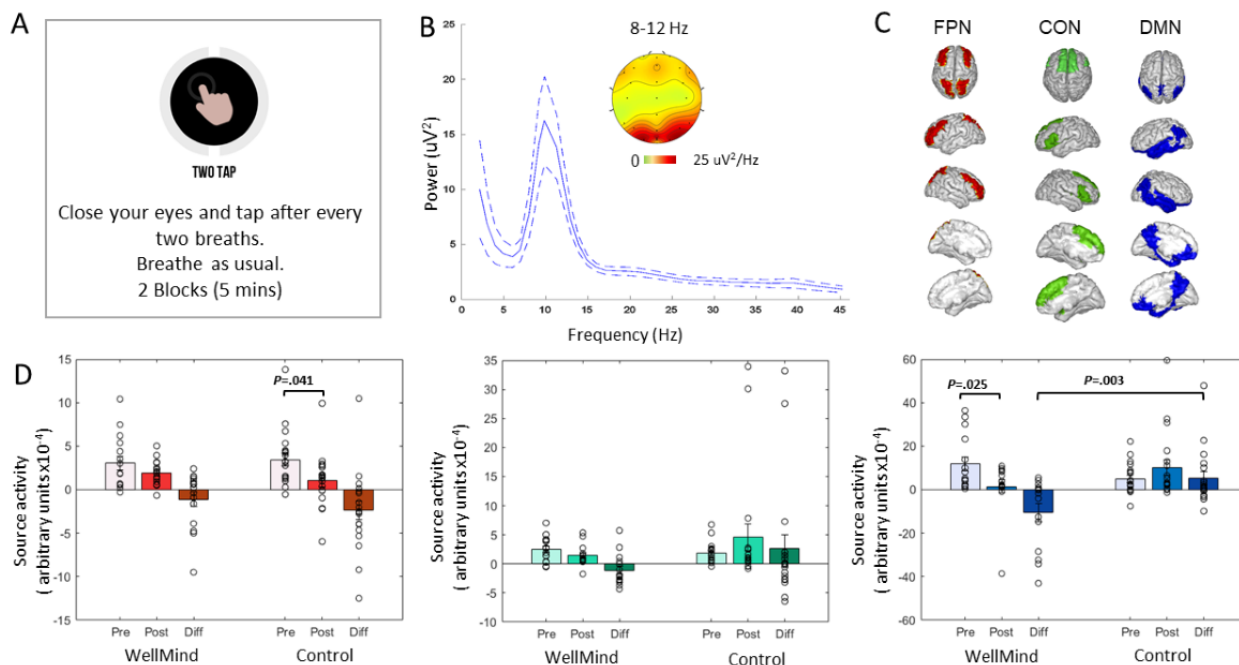 A
TWO TAP
Close your eyes and tap after every
two breaths.
Breathe as usual.
2 Blocks (5 mins)
B
8-12 Hz
0
25 uV²/Hz
Power (uV²)
25
20
15
10
5
0
0
5
10
15
20
25
30
35
40
45
Frequency (Hz)
C
FPN
CON
DMN
D
Source activity
( arbitrary units x10⁻⁴)
15
10
5
0
-5
-10
-15
P=.041
Pre
Post
Diff
Pre
Post
Diff
WellMind
Control
Source activity
( arbitrary units x10⁻⁴)
35
30
25
20
15
10
5
0
-5
-10
Pre
Post
Diff
Pre
Post
Diff
WellMind
Control
Source activity
( arbitrary units x10⁻⁴)
60
40
20
0
-20
-40
-60
P=.025
P=.003
Pre
Post
Diff
Pre
Post
Diff
WellMind
Control